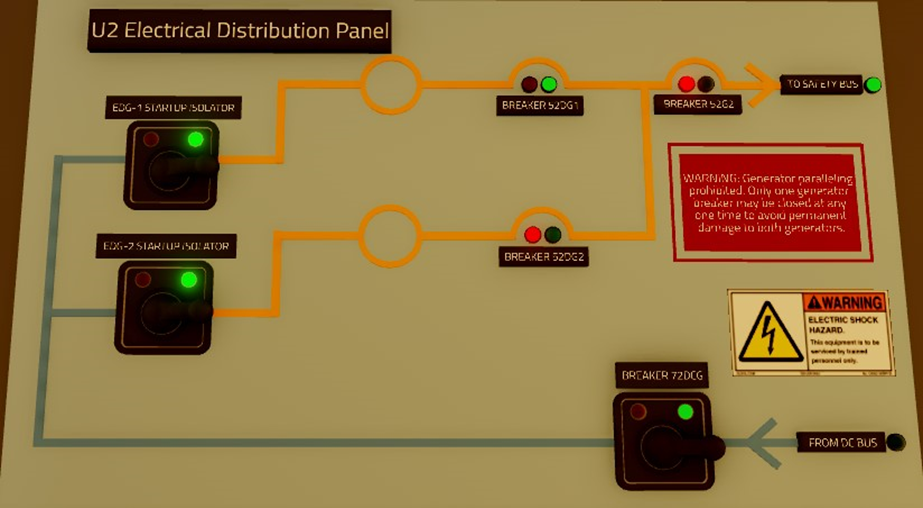 U2 Electrical Distribution Panel
EDG-1 STARTUP ISOLATOR
BREAKER 52DG1
BREAKER 52G2
TO SAFETY BUS
WARNING: Generator paralleling
prohibited. Only one generator
breaker may be closed at any
one time to avoid permanent
damage to both generators.
EDG-2 STARTUP ISOLATOR
BREAKER 52DG2
WARNING
ELECTRIC SHOCK
HAZARD.
This equipment is to be
serviced by trained
personnel only.
BREAKER 72DCG
FROM DC BUS